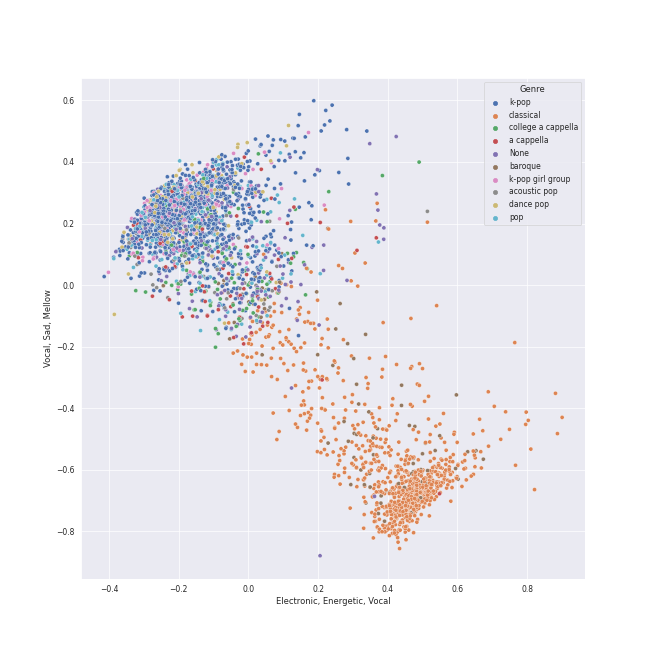 Genre
k-pop
classical
college a cappella
a cappella
None
baroque
k-pop girl group
acoustic pop
dance pop
pop
0.6
0.4
0.2
0.0
−0.2
−0.4
−0.6
−0.8
Vocal, Sad, Mellow
−0.4 −0.2 0.0 0.2 0.4 0.6 0.8
Electronic, Energetic, Vocal